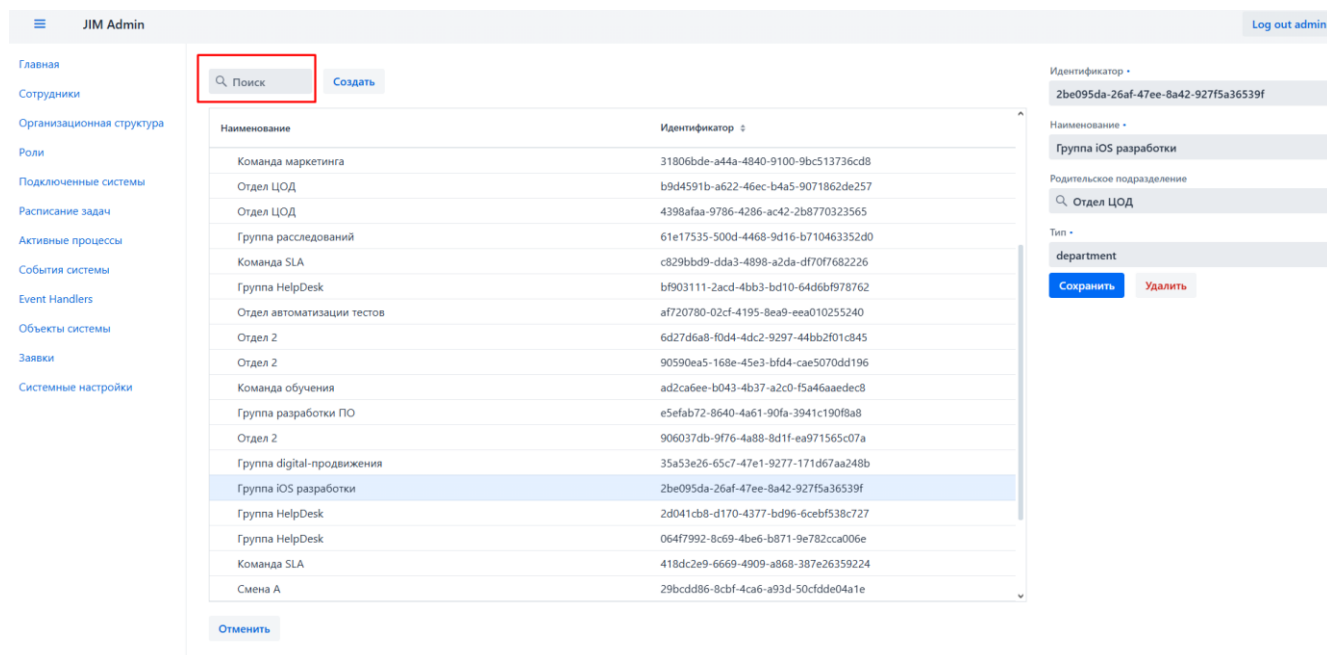 JIM Admin
Log out admin
Главная
Сотрудники
Организационная структура
Роли
Подключенные системы
Расписание задач
Активные процессы
События системы
Event Handlers
Объекты системы
Заявки
Системные настройки
Поиск Создать
Наименование Идентификатор
Команда маркетинга 31806bde-a44a-4840-9100-9bc513736cd8
Отдел ЦОД b9d4591b-a622-46ec-b4a5-9071862de257
Отдел ЦОД 4398afaa-9786-4286-ac42-2b8770323565
Группа расследований 61e17535-500d-4468-9d16-b710463352d0
Команда SLA c829bbd9-dda3-4898-a2da-df70f7682226
Группа HelpDesk bf903111-2acd-4bb3-bd10-64d6bf978762
Отдел автоматизации тестов af720780-02cf-4195-8ea9-eea010255240
Отдел 2 6d27d6a8-f0d4-4dc2-9297-44bb2f01c845
Отдел 2 90590ea5-168e-45e3-bfd4-cae5070dd196
Команда обучения ad2ca6ee-b043-4b37-a2c0-f5a46aaedec8
Группа разработки ПО e5efab72-8640-4a61-90fa-3941c190f8a8
Отдел 2 906037db-9f76-4a88-8d1f-ea971565c07a
Группа digital-продвижения 35a53e26-65c7-47e1-9277-171d67aa248b
Группа iOS разработки 2be095da-26af-47ee-8a42-927f5a36539f
Группа HelpDesk 2d041cb8-d170-4377-bd96-6cebf538c727
Группа HelpDesk 064f7992-8c69-4be6-b871-9e782cca006e
Команда SLA 418dc2e9-6669-4909-a868-387e26359224
Смена А 29bcdd86-8cbf-4ca6-a93d-50cfdde04a1e
Отменить
Идентификатор •
2be095da-26af-47ee-8a42-927f5a36539f
Наименование •
Группа iOS разработки
Родительское подразделение
Отдел ЦОД
Тип •
department
Сохранить Удалить